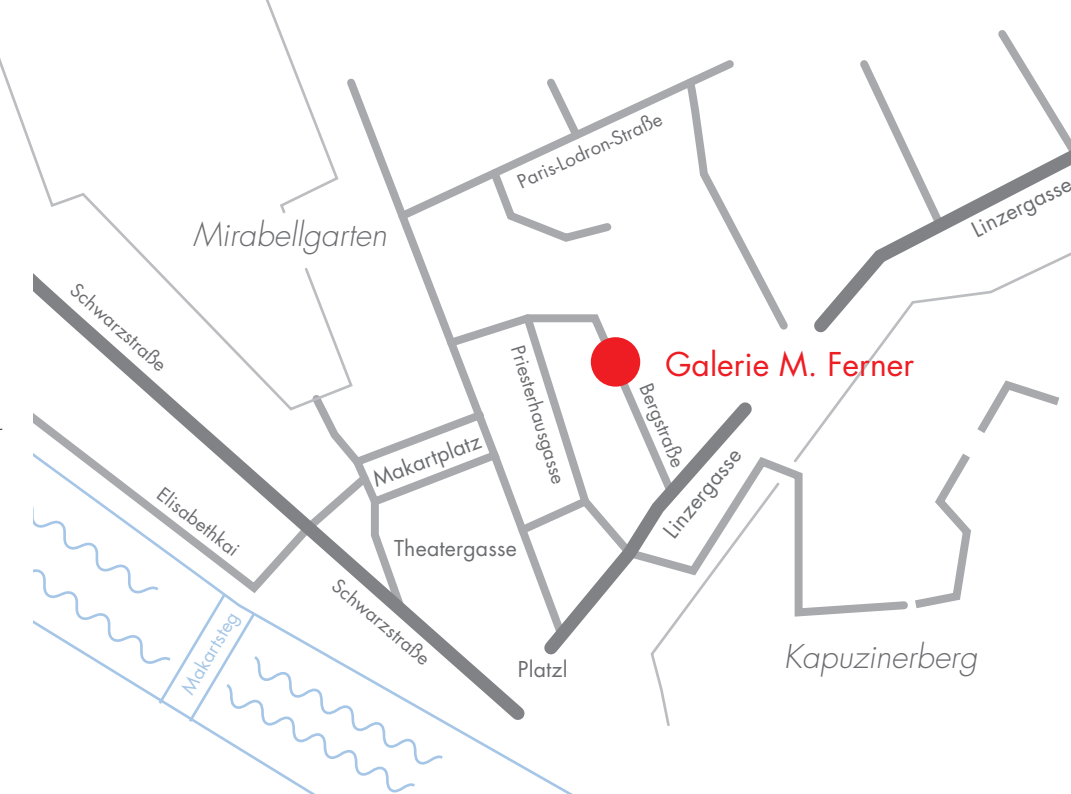 Paris-Lodron-Straße
Linzergasse
Mirabellgarten
Schwarzstraße
Priesterhausgasse
Galerie M. Ferner
Bergstraße
Makartplatz
Linzergasse
Elisabethkai
Theatergasse
Schwarzstraße
Makartsteg
Platzl
Kapuzinerberg